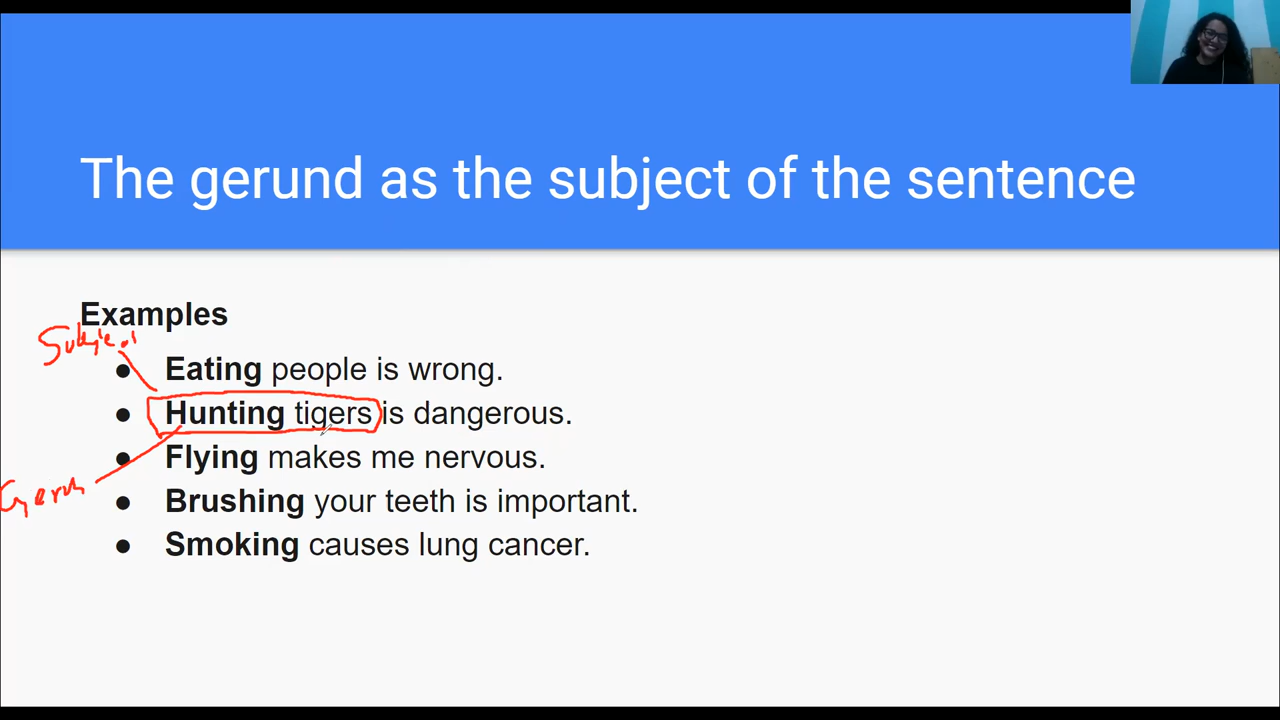 The gerund as the subject of the sentence
Examples
Subject
● Eating people is wrong.
● Hunting tigers is dangerous.
● Flying makes me nervous.
Gerun
● Brushing your teeth is important.
● Smoking causes lung cancer.